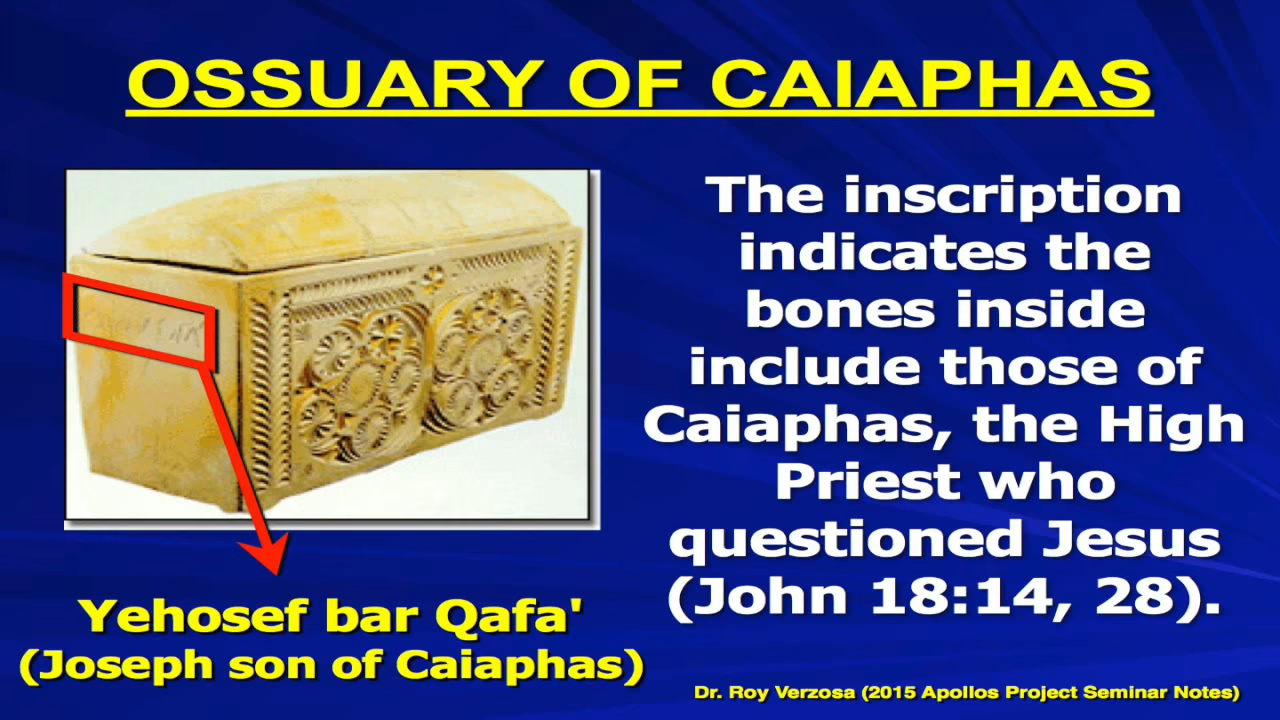 OSSUARY OF CAIAPHAS
The inscription
indicates the
bones inside
include those of
Caiaphas, the High
Priest who
questioned Jesus
(John 18:14, 28).
Yehosef bar Qafa'
(Joseph son of Caiaphas)
Dr. Roy Verzosa (2015 Apollos Project Seminar Notes)